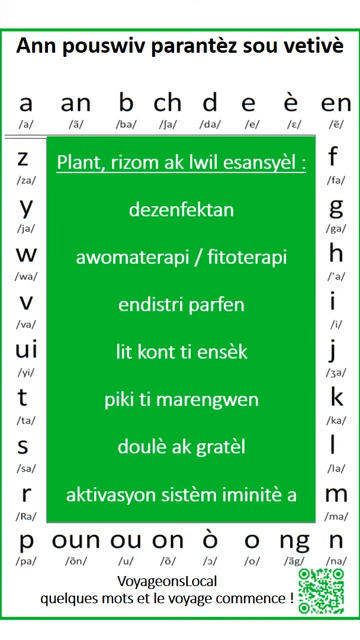 Ann pouswiv parantèz sou vetivè
a an b ch d e è en
/a/ /ã/ /ba/ /ʃa/ /da/ /e/ /ɛ/ /ẽ/
z Plant, rizom ak lwil esansyèl : f
/za/ /fa/
y dezenfektan g
/ja/ /ga/
w awomaterapi / fitoterapi h
/wa/ /'a/
v endistri parfen i
/va/ /i/
ui lit kont ti ensèk j
/yi/ /ʒa/
t piki ti marengwen k
/ta/ /ka/
s doulè ak gratèl l
/sa/ /la/
r aktivasyon sistèm iminitè a m
/Ra/ /ma/
p oun ou on ò o ng n
/pa/ /õn/ /u/ /õ/ /ɔ/ /o/ /ãg/ /na/
VoyageonsLocal
quelques mots et le voyage commence !